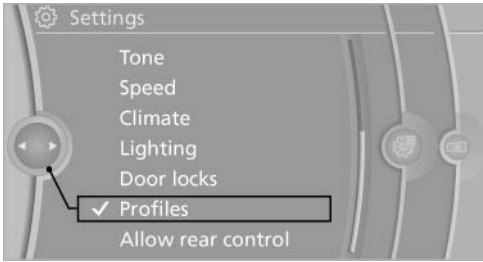 Settings
Tone
Speed
Climate
Lighting
Door locks
✓ Profiles
Allow rear control